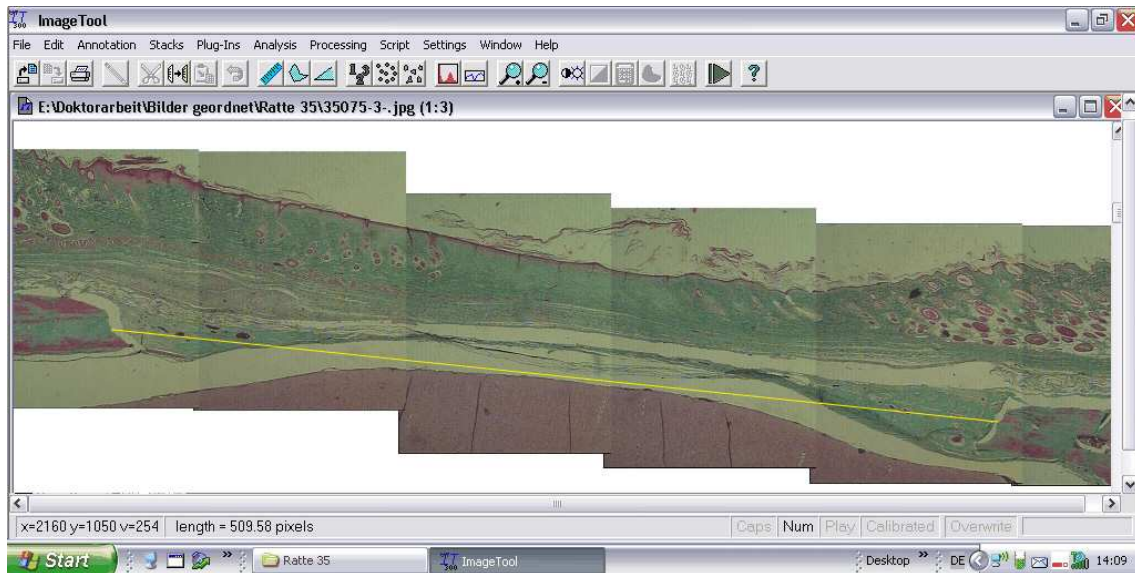 ImageTool
File Edit Annotation Stacks Plug-Ins Analysis Processing Script Settings Window Help
E:\Doktorarbeit\Bilder geordnet\Ratte 35\35075-3-.jpg (1:3)
x=2160 y=1050 v=254 length = 509.58 pixels Caps Num Play Calibrated Overwrite
Start » Ratte 35 ImageTool Desktop » DE 14:09